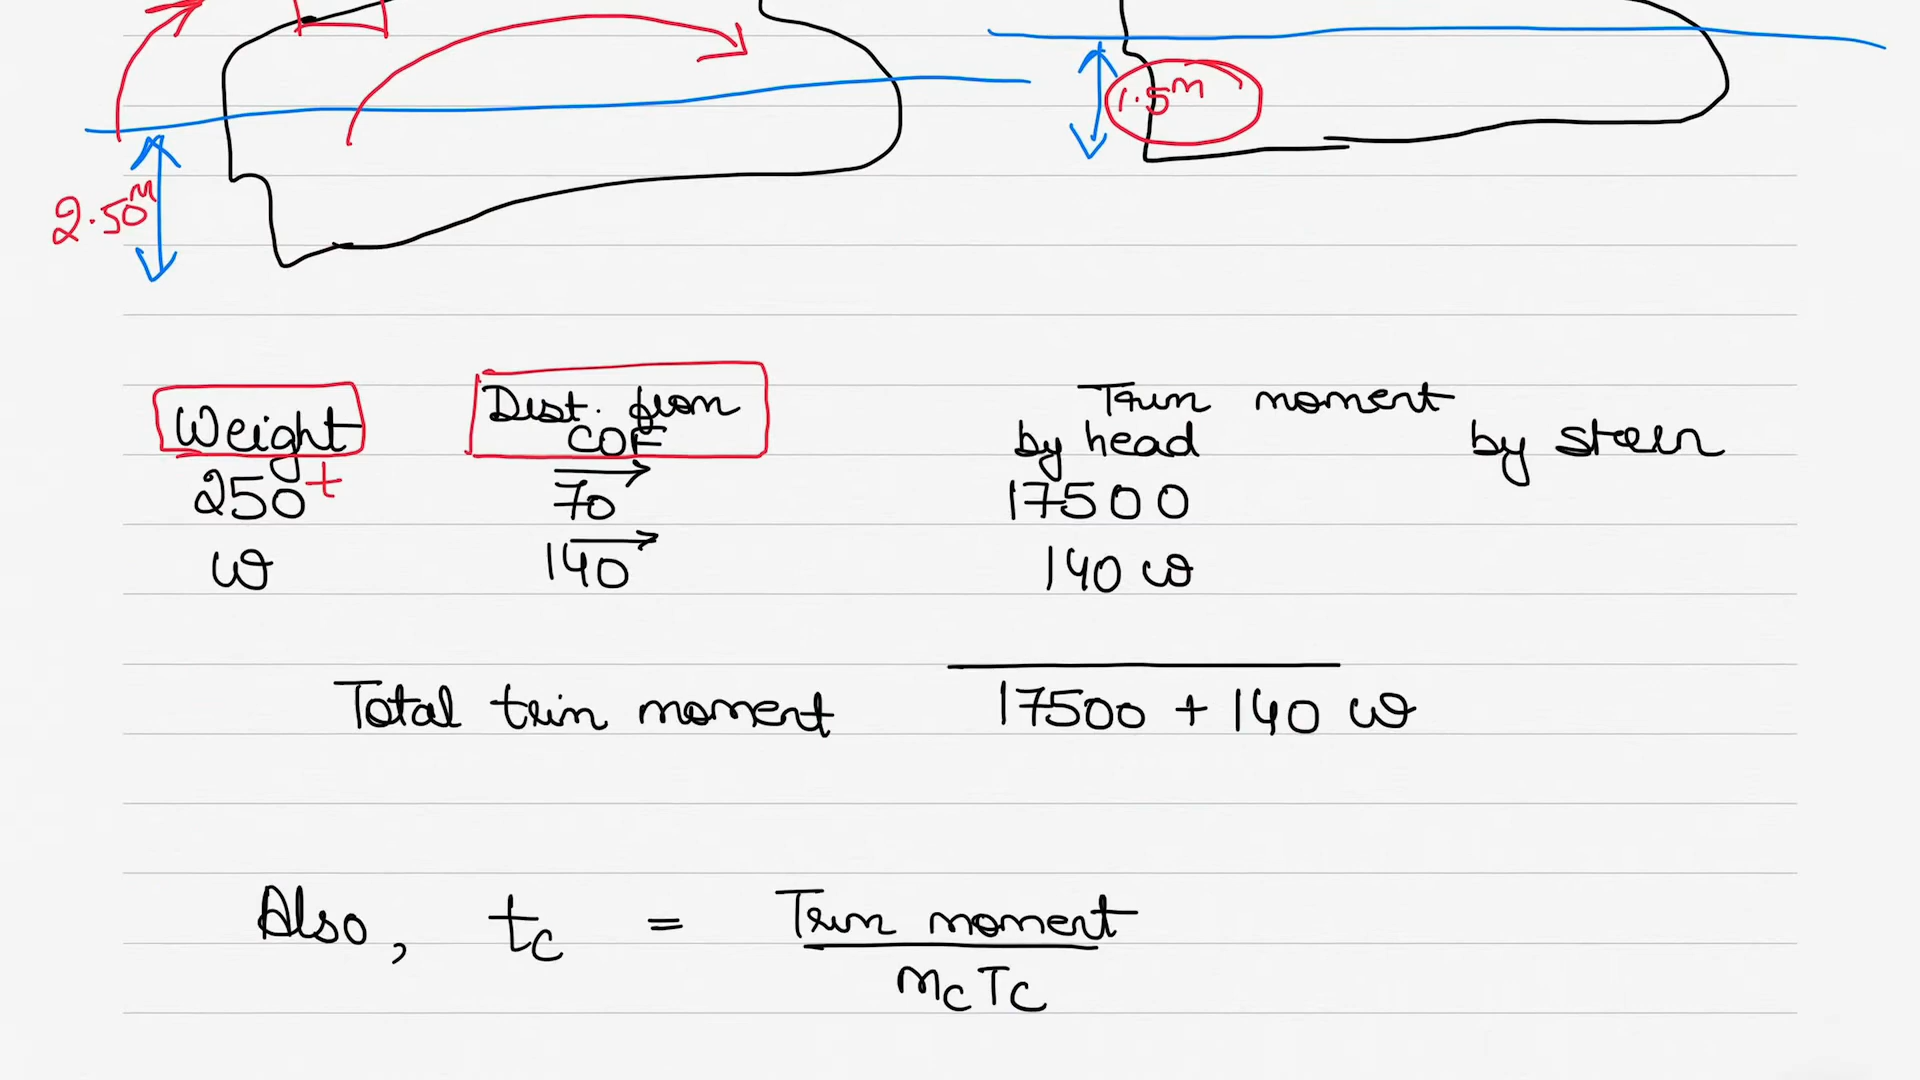 1.5m
2.50m
Weight Dist. from COF Trim moment
by head by stern
250t 70 17500
w 140 140 w
Total trim moment 17500 + 140 w
Also, tc = Trim moment
MCTC